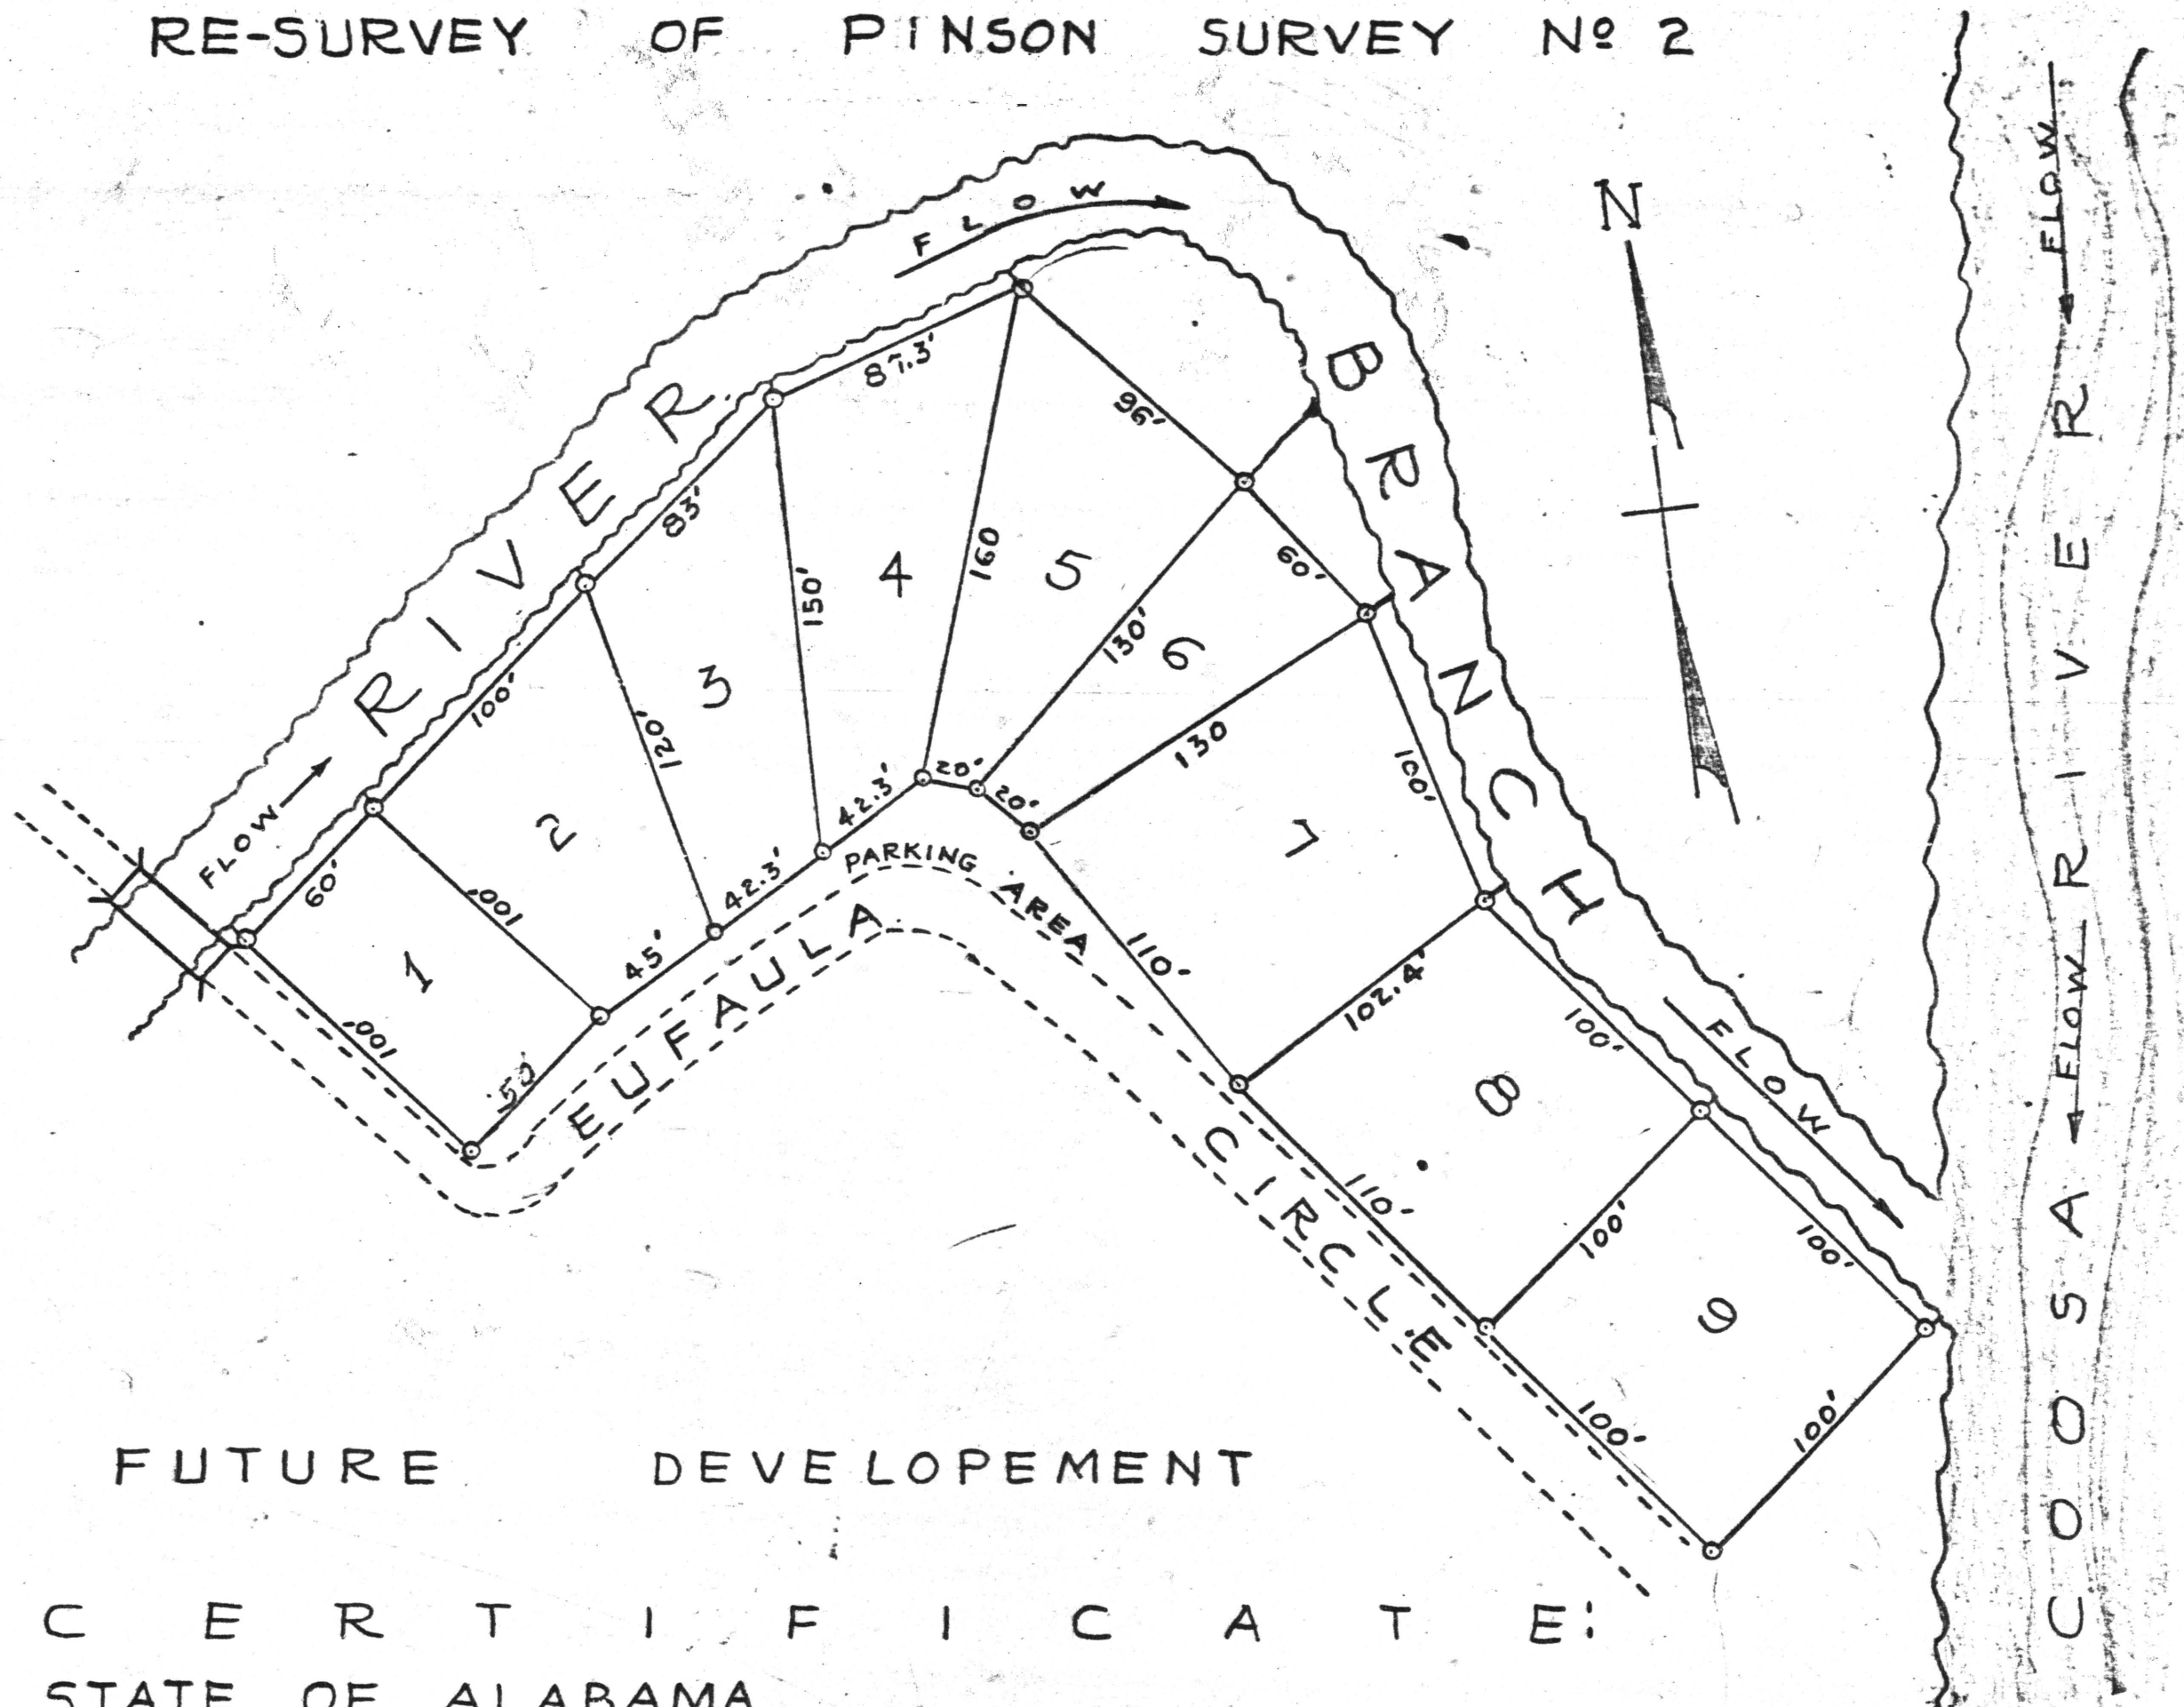 RE-SURVEY OF PINSON SURVEY Nº 2
N
FLOW
FLOW
RIVER
BRANCH
87.3'
83'
96'
100'
60'
60'
1
2
3
4
5
6
7
8
9
100'
100'
120'
150'
160
130'
130
100'
50'
45'
42.3'
42.3'
20'
20'
110'
102.4'
100'
110'
100'
100'
100'
100'
PARKING AREA
EUFAULA CIRCLE
FLOW
FLOW
COOSA RIVER
FLOW
FUTURE DEVELOPEMENT
CERTIFICATE:
STATE OF ALABAMA